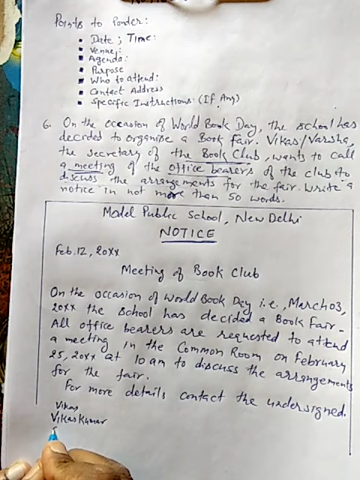 Points to Ponder:
▪ Date; Time:
▪ Venue:
▪ Agenda:
▪ Purpose
▪ Who to attend:
▪ Contact Address
▪ Specific Instructions: (If Any)
6. On the occasion of World Book Day, the school has
decided to organise a Book Fair. Vikas/Varsha,
the secretary of the Book Club, wants to call
a meeting of the office bearers of the club to
discuss the arrangements for the fair. Write a
notice in not more than 50 words.
Model Public School, New Delhi
NOTICE
Feb. 12, 20xx
Meeting of Book Club
On the occasion of World Book Day i.e., March 03,
20xx the school has decided a Book Fair.
All office bearers are requested to attend
a meeting in the Common Room on February
25, 20xx at 10 am to discuss the arrangements
for the fair.
For more details contact the undersigned.
Vikas
Vikas Kumar